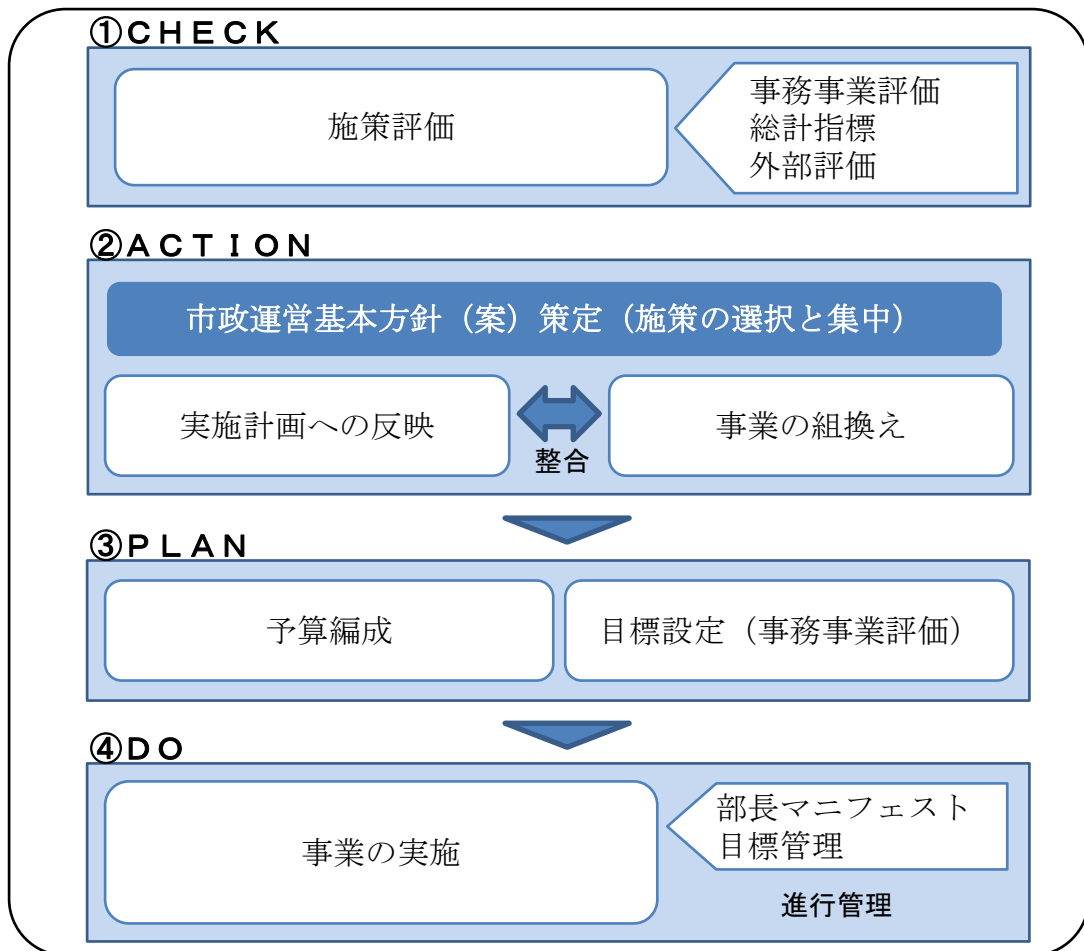 ①ＣＨＥＣＫ
施策評価
事務事業評価
総計指標
外部評価
②ＡＣＴＩＯＮ
市政運営基本方針（案）策定（施策の選択と集中）
実施計画への反映
整合
事業の組換え
③ＰＬＡＮ
予算編成
目標設定（事務事業評価）
④ＤＯ
事業の実施
部長マニフェスト
目標管理
進行管理